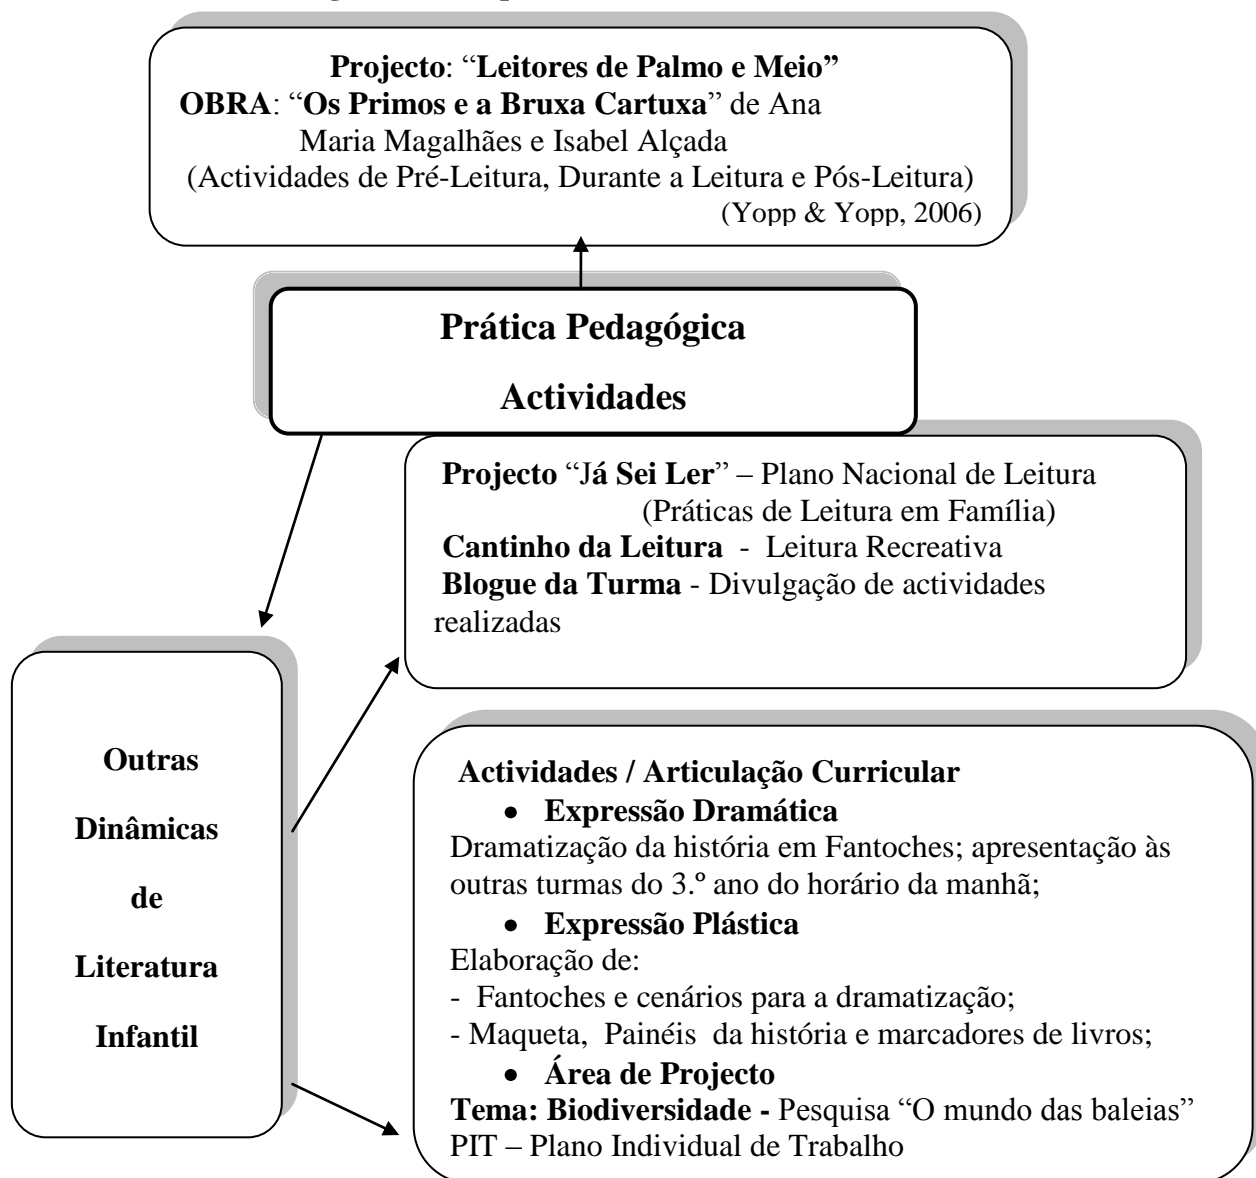 Projecto: “Leitores de Palmo e Meio”
OBRA: “Os Primos e a Bruxa Cartuxa” de Ana
Maria Magalhães e Isabel Alçada
(Actividades de Pré-Leitura, Durante a Leitura e Pós-Leitura)
(Yopp & Yopp, 2006)
Prática Pedagógica
Actividades
Projecto “Já Sei Ler” – Plano Nacional de Leitura
(Práticas de Leitura em Família)
Cantinho da Leitura - Leitura Recreativa
Blogue da Turma - Divulgação de actividades
realizadas
Outras
Dinâmicas
de
Literatura
Infantil
Actividades / Articulação Curricular
• Expressão Dramática
Dramatização da história em Fantoches; apresentação às
outras turmas do 3.º ano do horário da manhã;
• Expressão Plástica
Elaboração de:
- Fantoches e cenários para a dramatização;
- Maqueta, Painéis da história e marcadores de livros;
• Área de Projecto
Tema: Biodiversidade - Pesquisa “O mundo das baleias”
PIT – Plano Individual de Trabalho